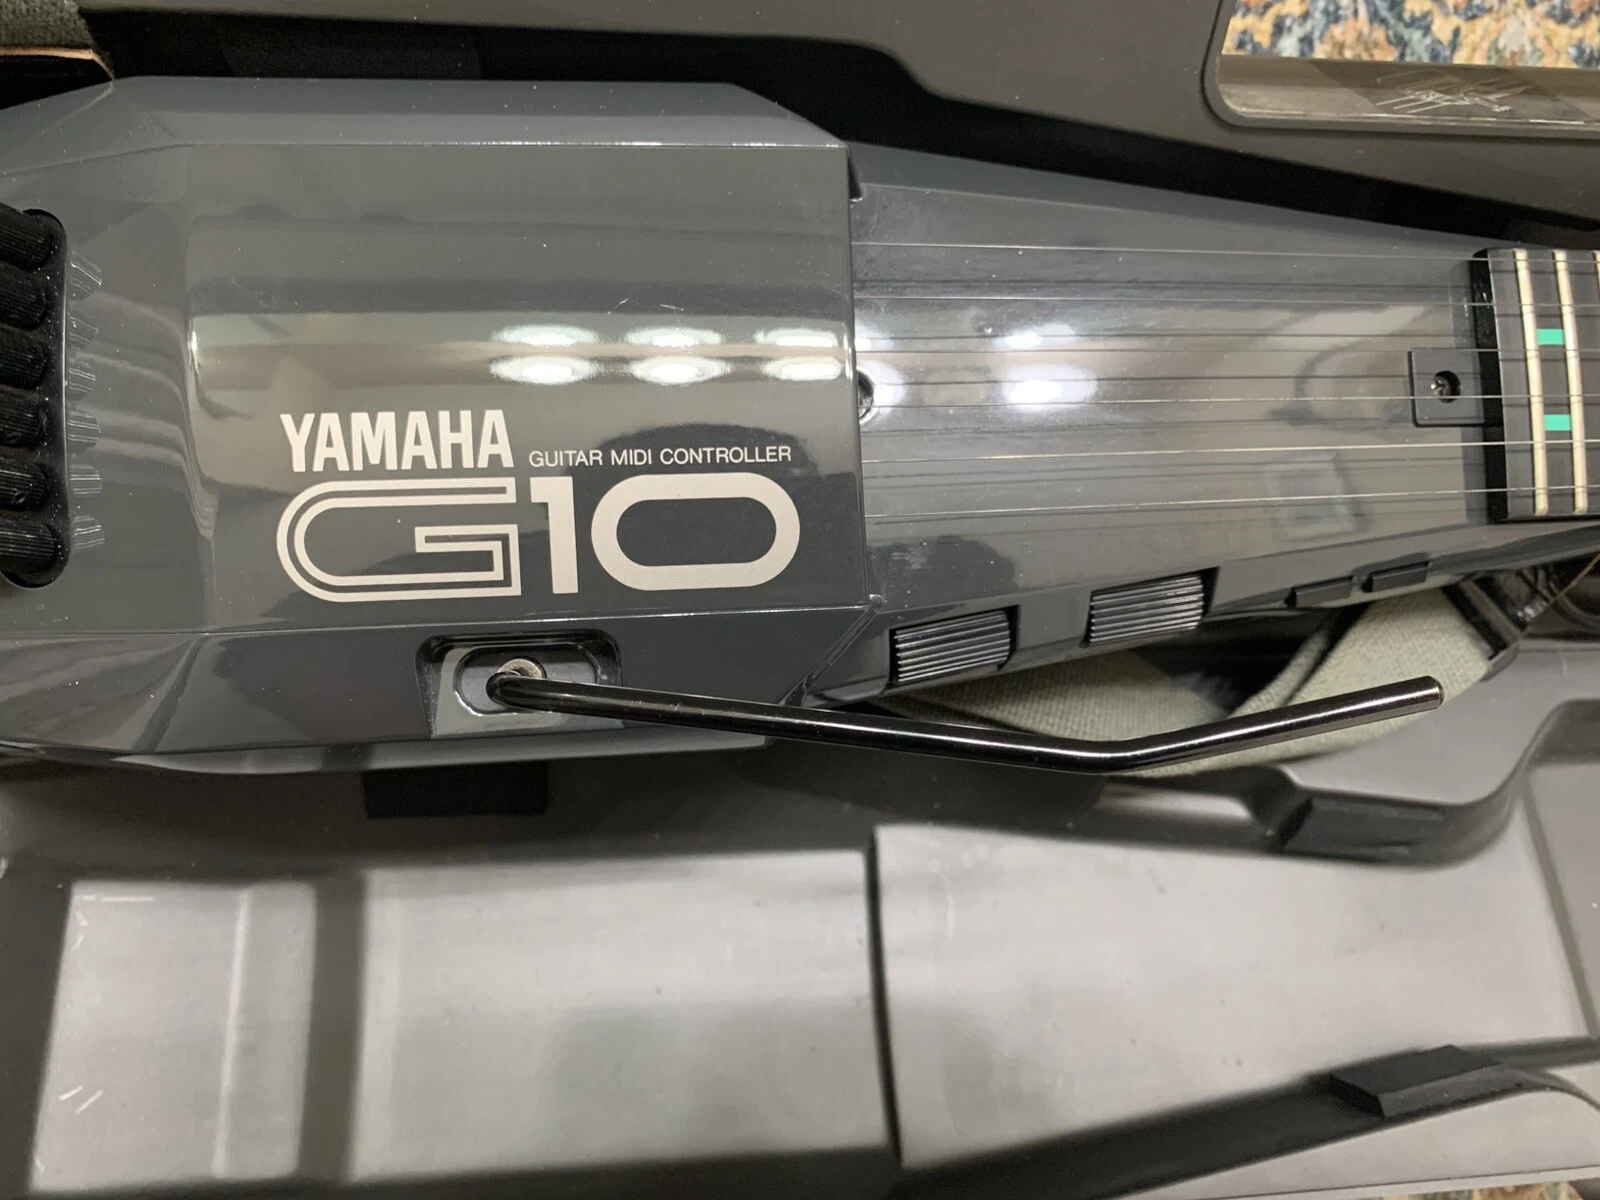 YAMAHA GUITAR MIDI CONTROLLER
G10